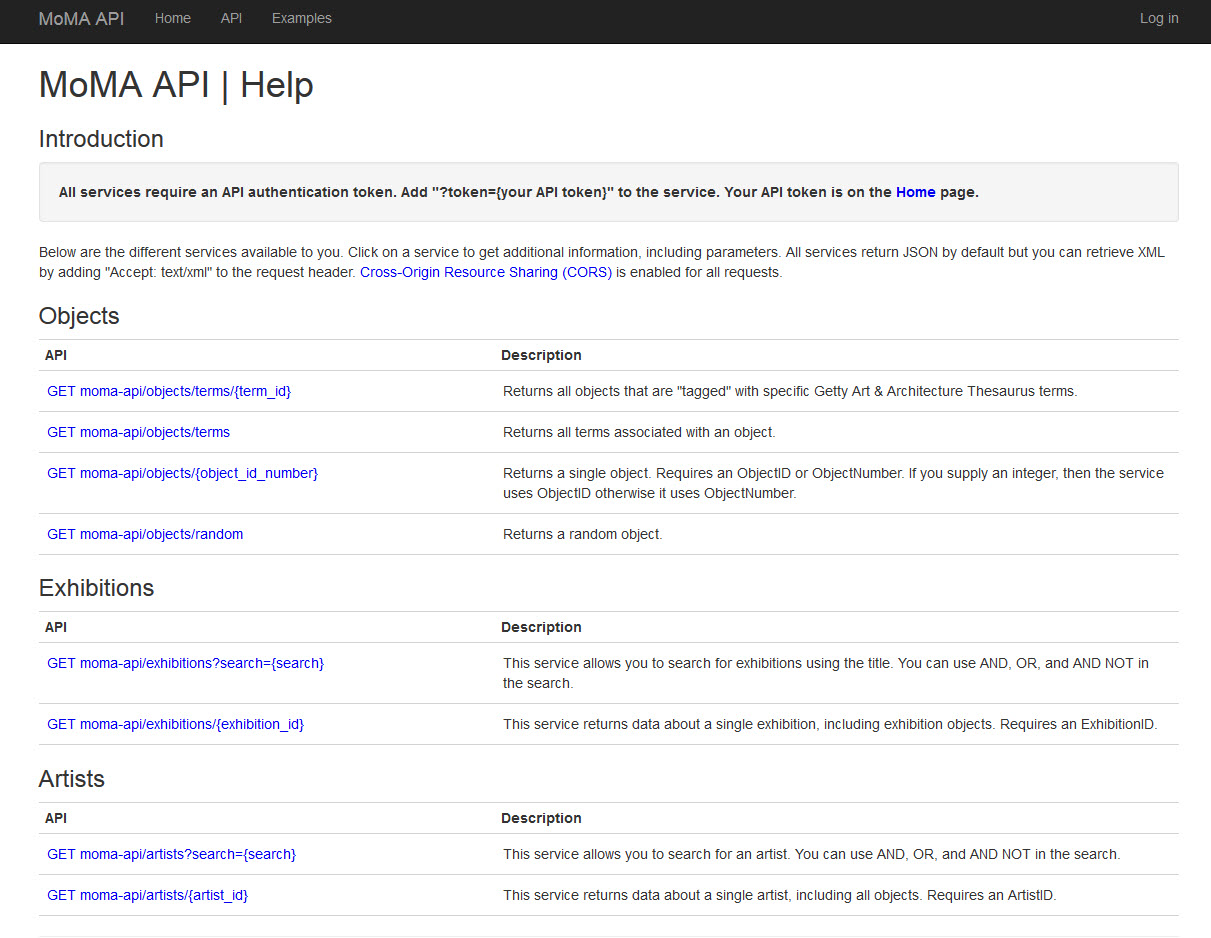 MoMA API Home API Examples Log in
MoMA API | Help
Introduction
All services require an API authentication token. Add "?token={your API token}" to the service. Your API token is on the Home page.
Below are the different services available to you. Click on a service to get additional information, including parameters. All services return JSON by default but you can retrieve XML
by adding "Accept: text/xml" to the request header. Cross-Origin Resource Sharing (CORS) is enabled for all requests.
Objects
API Description
GET moma-api/objects/terms/{term_id} Returns all objects that are "tagged" with specific Getty Art & Architecture Thesaurus terms.
GET moma-api/objects/terms Returns all terms associated with an object.
GET moma-api/objects/{object_id_number} Returns a single object. Requires an ObjectID or ObjectNumber. If you supply an integer, then the service
uses ObjectID otherwise it uses ObjectNumber.
GET moma-api/objects/random Returns a random object.
Exhibitions
API Description
GET moma-api/exhibitions?search={search} This service allows you to search for exhibitions using the title. You can use AND, OR, and AND NOT in
the search.
GET moma-api/exhibitions/{exhibition_id} This service returns data about a single exhibition, including exhibition objects. Requires an ExhibitionID.
Artists
API Description
GET moma-api/artists?search={search} This service allows you to search for an artist. You can use AND, OR, and AND NOT in the search.
GET moma-api/artists/{artist_id} This service returns data about a single artist, including all objects. Requires an ArtistID.